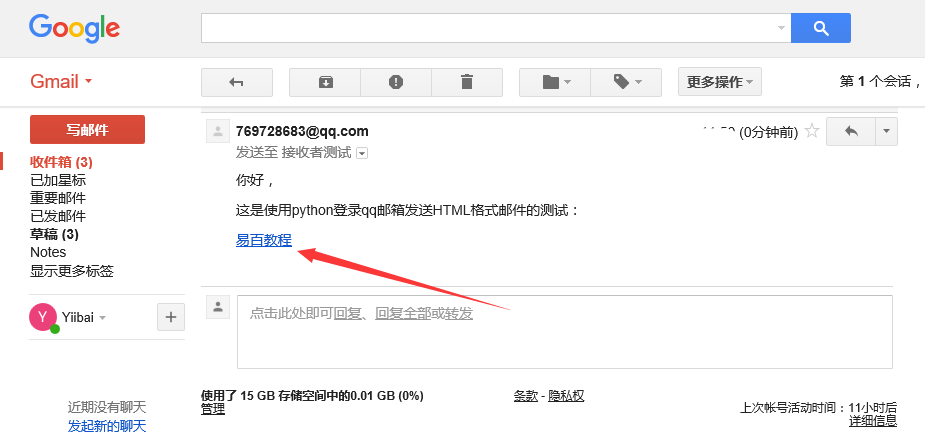 Google
Gmail
更多操作
第 1 个会话，
写邮件
收件箱 (3)
已加星标
重要邮件
已发邮件
草稿 (3)
Notes
显示更多标签
Yiibai
Y
近期没有聊天
发起新的聊天
769728683@qq.com
(0分钟前)
发送至 接收者测试
你好，
这是使用python登录qq邮箱发送HTML格式邮件的测试：
易百教程
点击此处即可回复、回复全部或转发
使用了 15 GB 存储空间中的0.01 GB (0%)
管理
条款 - 隐私权
上次帐号活动时间：11小时后
详细信息